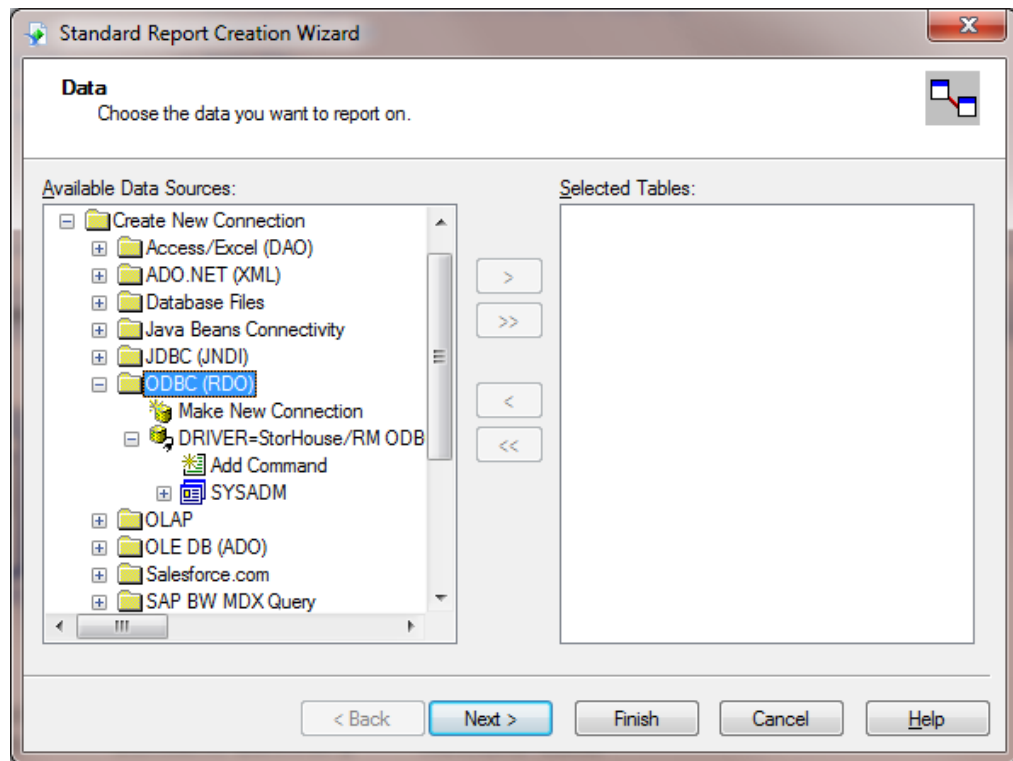 Standard Report Creation Wizard
Data
Choose the data you want to report on.
Available Data Sources:
Selected Tables:
Create New Connection
Access/Excel (DAO)
ADO.NET (XML)
Database Files
Java Beans Connectivity
JDBC (JNDI)
ODBC (RDO)
Make New Connection
DRIVER=StorHouse/RM ODB
Add Command
SYSADM
OLAP
OLE DB (ADO)
Salesforce.com
SAP BW MDX Query
>
>>
<
<<
< Back
Next >
Finish
Cancel
Help